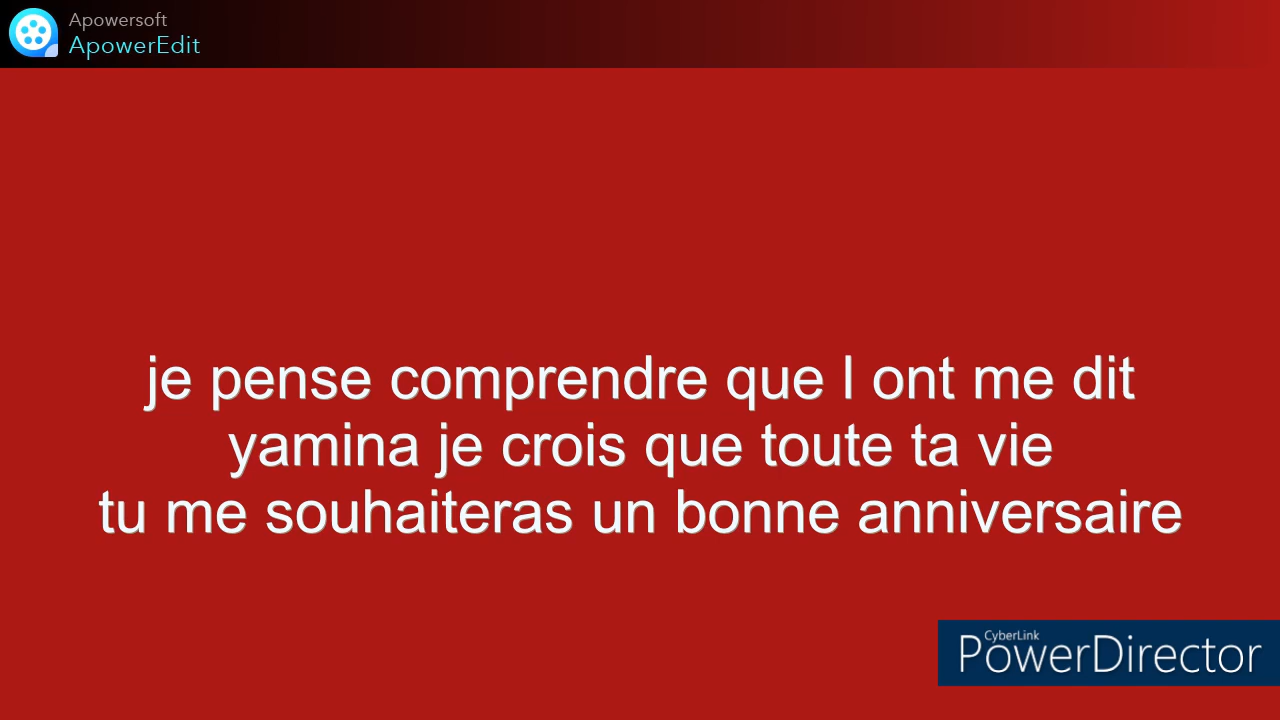 Apowersoft
ApowerEdit
je pense comprendre que l ont me dit
yamina je crois que toute ta vie
tu me souhaiteras un bonne anniversaire
CyberLink
PowerDirector